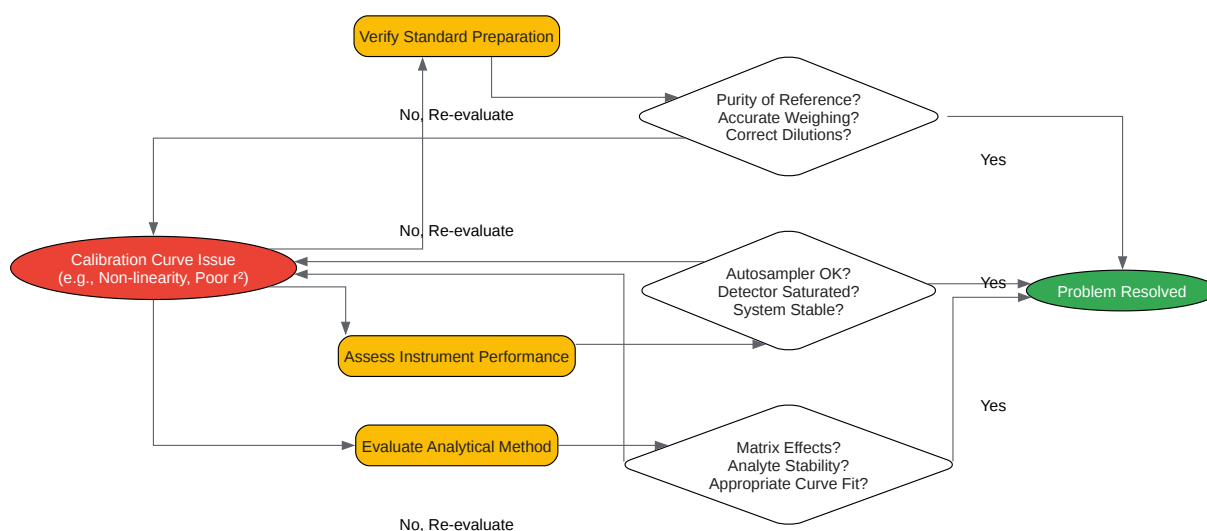 Verify Standard Preparation
Purity of Reference?
Accurate Weighing?
Correct Dilutions?
No, Re-evaluate
Yes
No, Re-evaluate
Calibration Curve Issue
(e.g., Non-linearity, Poor r²)
Autosampler OK?
Detector Saturated?
System Stable?
Yes
Problem Resolved
Assess Instrument Performance
Yes
Evaluate Analytical Method
Matrix Effects?
Analyte Stability?
Appropriate Curve Fit?
No, Re-evaluate